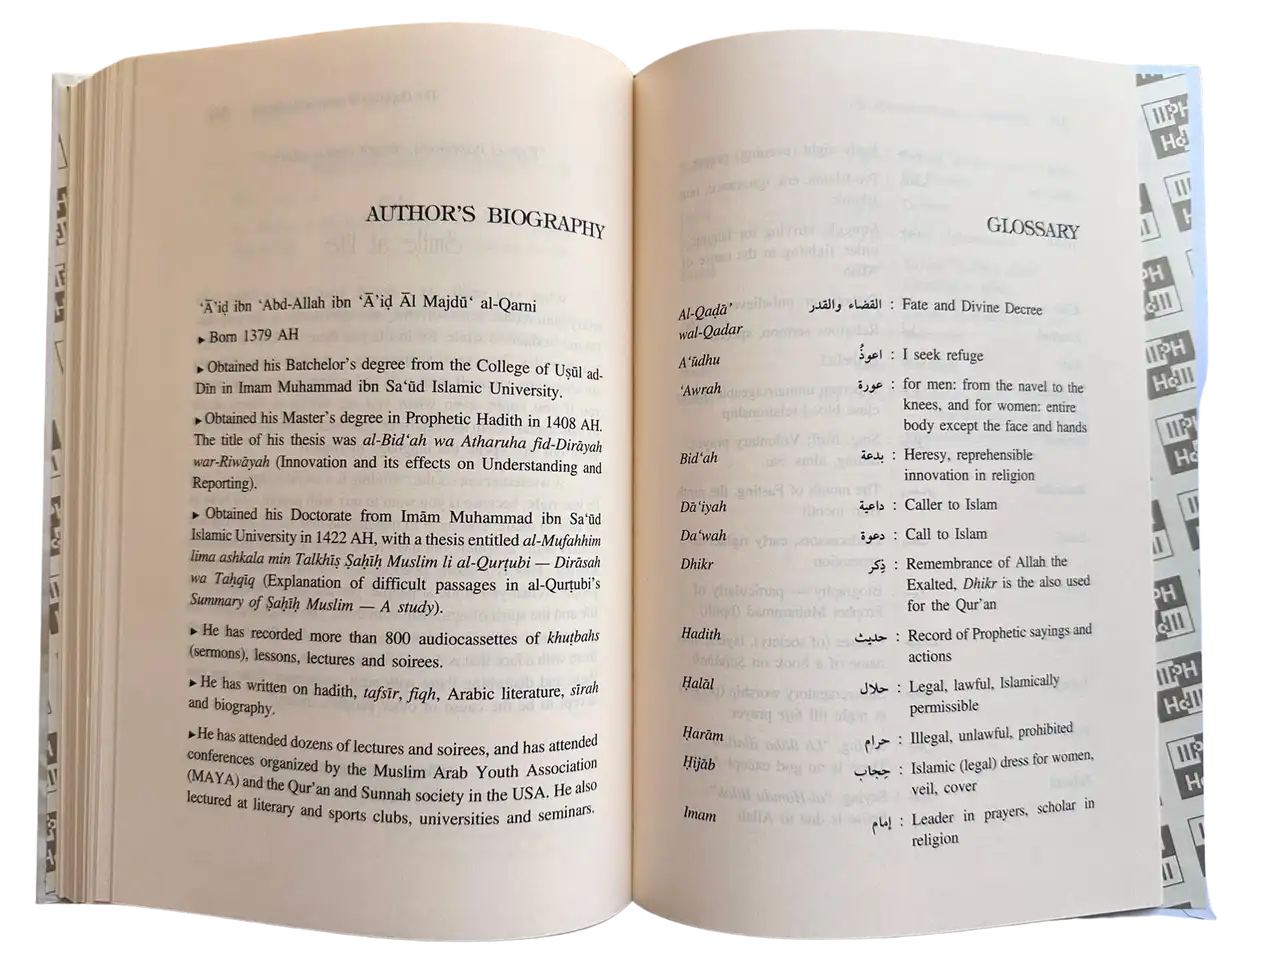 AUTHOR'S BIOGRAPHY
‘Ā’iḍ ibn ‘Abd-Allah ibn ‘Ā’iḍ Āl Majdū‘ al-Qarni
▸ Born 1379 AH
▸ Obtained his Batchelor's degree from the College of Uṣūl ad-
Dīn in Imam Muhammad ibn Sa‘ūd Islamic University.
▸ Obtained his Master's degree in Prophetic Hadith in 1408 AH.
The title of his thesis was al-Bid‘ah wa Atharuha fid-Dirāyah
war-Riwāyah (Innovation and its effects on Understanding and
Reporting).
▸ Obtained his Doctorate from Imām Muhammad ibn Sa‘ūd
Islamic University in 1422 AH, with a thesis entitled al-Mufahhim
lima ashkala min Talkhīṣ Ṣaḥīḥ Muslim li al-Qurṭubi — Dirāsah
wa Taḥqīq (Explanation of difficult passages in al-Qurṭubi's
Summary of Ṣaḥīḥ Muslim — A study).
▸ He has recorded more than 800 audiocassettes of khuṭbahs
(sermons), lessons, lectures and soirees.
▸ He has written on hadith, tafsīr, fiqh, Arabic literature, sīrah
and biography.
▸ He has attended dozens of lectures and soirees, and has attended
conferences organized by the Muslim Arab Youth Association
(MAYA) and the Qur'an and Sunnah society in the USA. He also
lectured at literary and sports clubs, universities and seminars.
GLOSSARY
Al-Qaḍā’ القضاء والقدر : Fate and Divine Decree
wal-Qadar
A‘ūdhu اعوذُ : I seek refuge
‘Awrah عورة : for men: from the navel to the
knees, and for women: entire
body except the face and hands
Bid‘ah بدعة : Heresy, reprehensible
innovation in religion
Dā‘iyah داعية : Caller to Islam
Da‘wah دعوة : Call to Islam
Dhikr ذِكر : Remembrance of Allah the
Exalted, Dhikr is the also used
for the Qur'an
Hadith حديث : Record of Prophetic sayings and
actions
Ḥalāl حلال : Legal, lawful, Islamically
permissible
Ḥarām حرام : Illegal, unlawful, prohibited
Ḥijāb حِجاب : Islamic (legal) dress for women,
veil, cover
Imam إمام : Leader in prayers, scholar in
religion